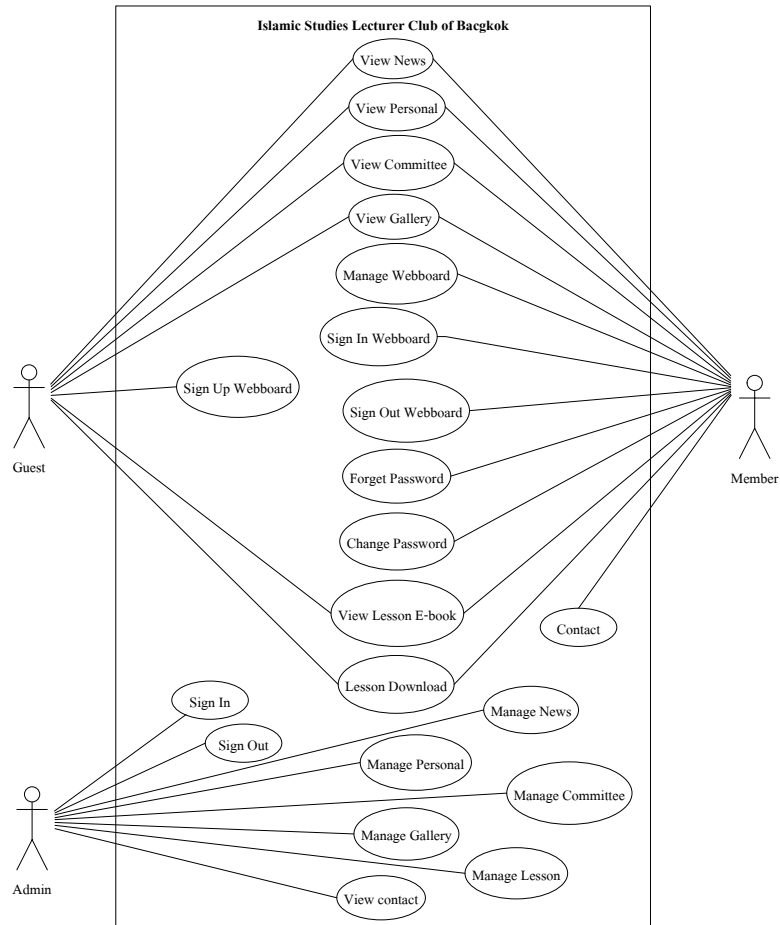 Islamic Studies Lecturer Club of Bacgkok
View News
View Personal
View Committee
View Gallery
Manage Webboard
Sign In Webboard
Sign Up Webboard
Sign Out Webboard
Guest
Member
Forget Password
Change Password
View Lesson E-book
Contact
Lesson Download
Sign In
Manage News
Sign Out
Manage Personal
Manage Committee
Manage Gallery
Manage Lesson
Admin
View contact